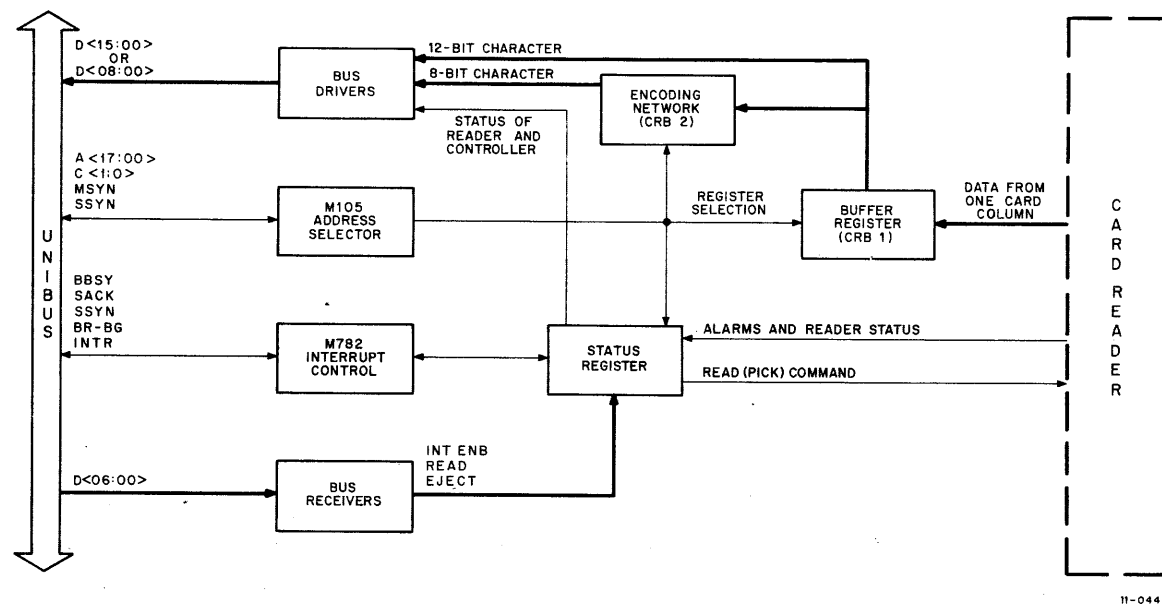 D<15:00>
OR
D<08:00>
BUS
DRIVERS
12-BIT CHARACTER
8-BIT CHARACTER
ENCODING
NETWORK
(CRB 2)
STATUS OF
READER AND
CONTROLLER
A<17:00>
C<1:0>
MSYN
SSYN
M105
ADDRESS
SELECTOR
REGISTER
SELECTION
BUFFER
REGISTER
(CRB 1)
DATA FROM
ONE CARD
COLUMN
UNIBUS
CARD READER
BBSY
SACK
SSYN
BR-BG
INTR
M782
INTERRUPT
CONTROL
STATUS
REGISTER
ALARMS AND READER STATUS
READ (PICK) COMMAND
D<06:00>
BUS
RECEIVERS
INT ENB
READ
EJECT
11-044